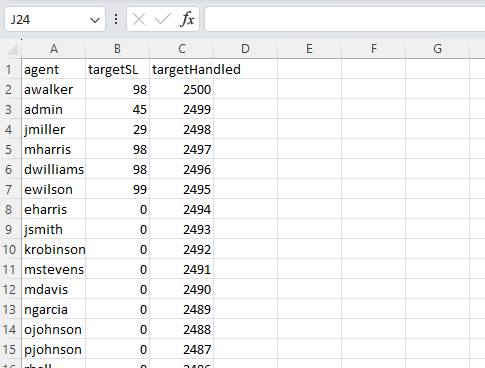 J24 fx
A B C D E F G
1 agent targetSL targetHandled
2 awalker 98 2500
3 admin 45 2499
4 jmiller 29 2498
5 mharris 98 2497
6 dwilliams 98 2496
7 ewilson 99 2495
8 eharris 0 2494
9 jsmith 0 2493
10 krobinson 0 2492
11 mstevens 0 2491
12 mdavis 0 2490
13 ngarcia 0 2489
14 ojohnson 0 2488
15 pjohnson 0 2487